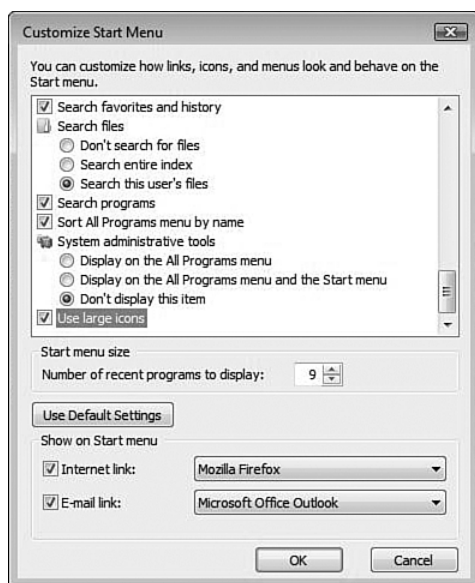 Customize Start Menu
You can customize how links, icons, and menus look and behave on the
Start menu.
Search favorites and history
Search files
Don't search for files
Search entire index
Search this user's files
Search programs
Sort All Programs menu by name
System administrative tools
Display on the All Programs menu
Display on the All Programs menu and the Start menu
Don't display this item
Use large icons
Start menu size
Number of recent programs to display: 9
Use Default Settings
Show on Start menu
Internet link: Mozilla Firefox
E-mail link: Microsoft Office Outlook
OK Cancel